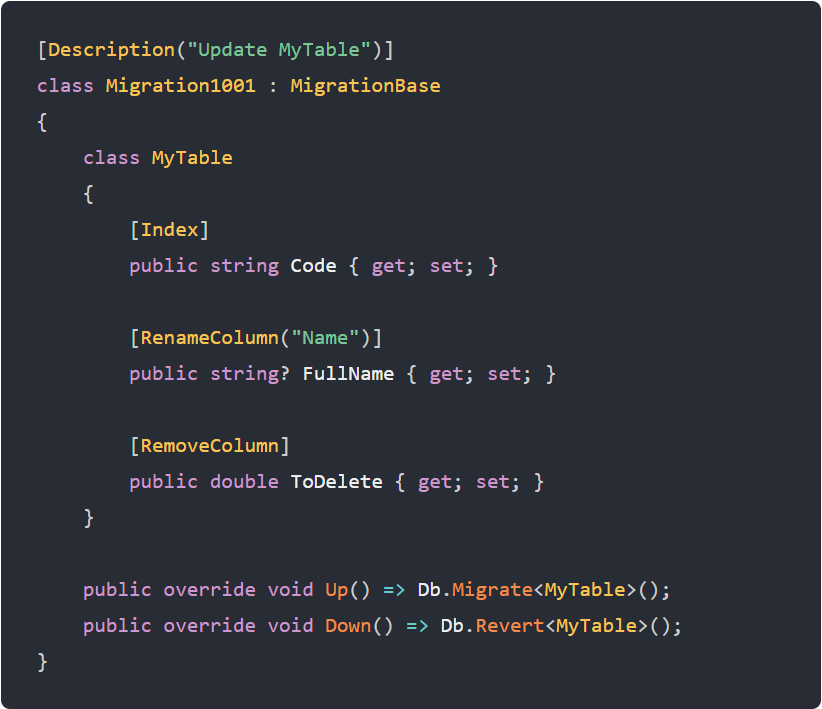 [Description("Update MyTable")]
class Migration1001 : MigrationBase
{
    class MyTable
    {
        [Index]
        public string Code { get; set; }

        [RenameColumn("Name")]
        public string? FullName { get; set; }

        [RemoveColumn]
        public double ToDelete { get; set; }
    }

    public override void Up() => Db.Migrate<MyTable>();
    public override void Down() => Db.Revert<MyTable>();
}